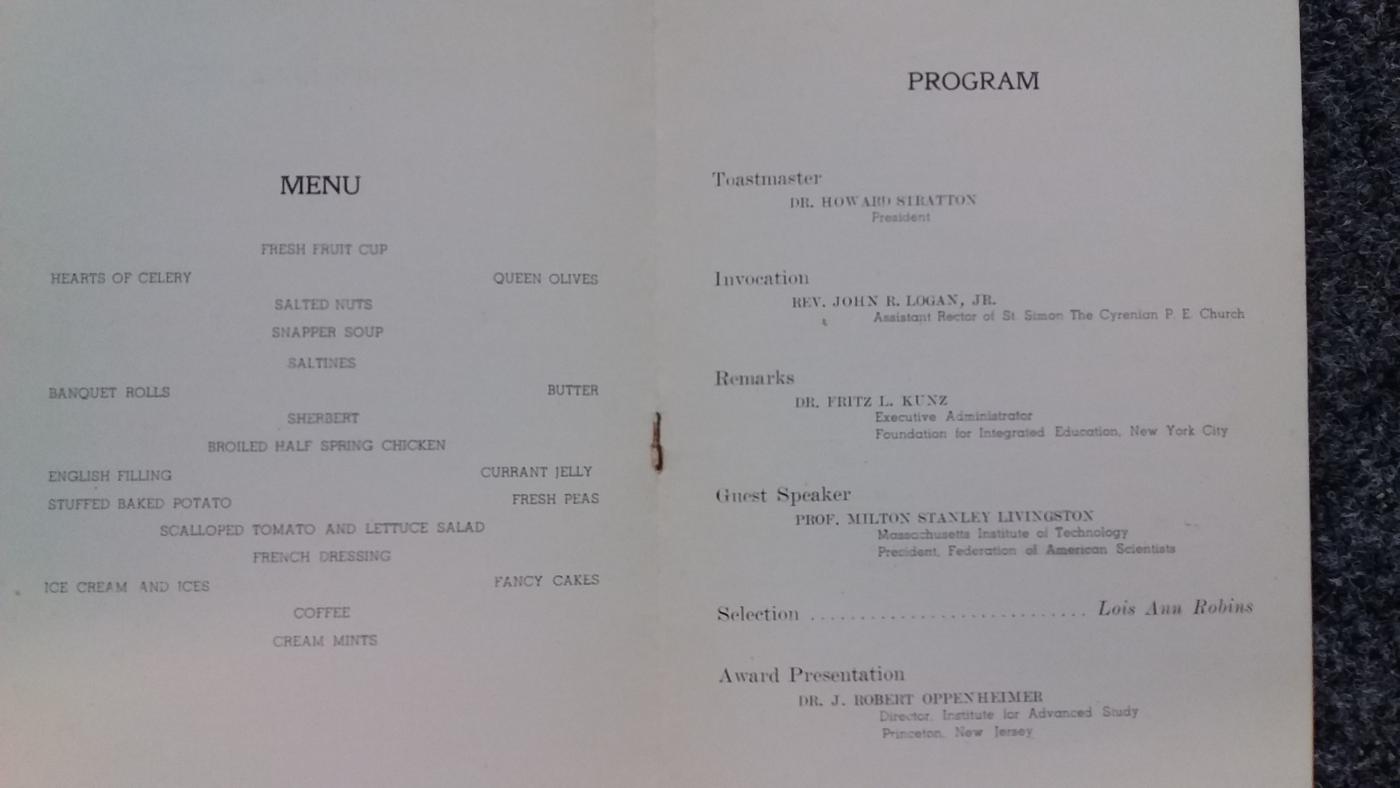 MENU
FRESH FRUIT CUP
HEARTS OF CELERY QUEEN OLIVES
SALTED NUTS
SNAPPER SOUP
SALTINES
BANQUET ROLLS BUTTER
SHERBERT
BROILED HALF SPRING CHICKEN
ENGLISH FILLING CURRANT JELLY
STUFFED BAKED POTATO FRESH PEAS
SCALLOPED TOMATO AND LETTUCE SALAD
FRENCH DRESSING
ICE CREAM AND ICES FANCY CAKES
COFFEE
CREAM MINTS
PROGRAM
Toastmaster
DR. HOWARD STRATTON
President
Invocation
REV. JOHN R. LOGAN, JR.
Assistant Rector of St. Simon The Cyrenian P. E. Church
Remarks
DR. FRITZ L. KUNZ
Executive Administrator
Foundation for Integrated Education, New York City
Guest Speaker
PROF. MILTON STANLEY LIVINGSTON
Massachusetts Institute of Technology
President, Federation of American Scientists
Selection .......................... Lois Ann Robins
Award Presentation
DR. J. ROBERT OPPENHEIMER
Director, Institute for Advanced Study
Princeton, New Jersey